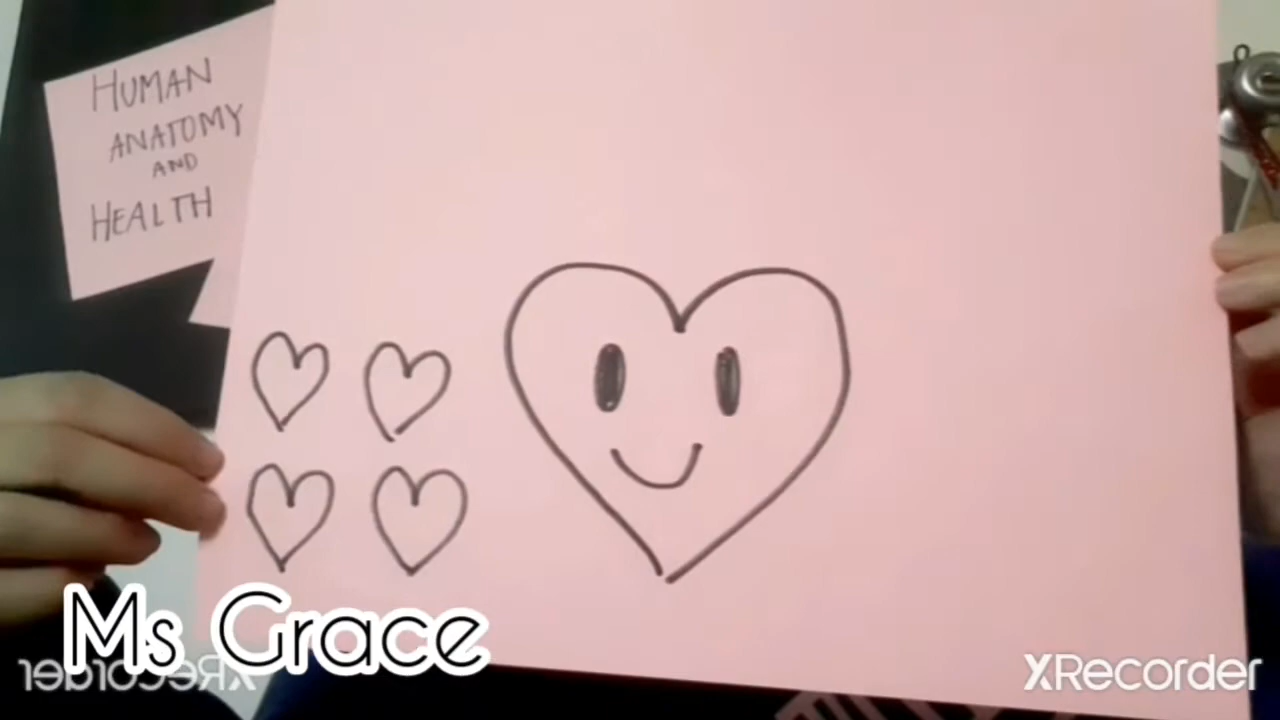 HUMAN
ANATOMY
AND
HEALTH
Ms Grace
XRecorder
XRecorder